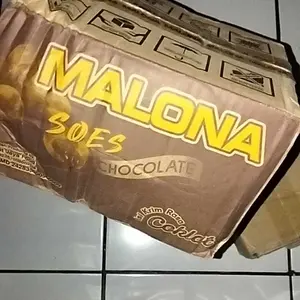 MALONA
SOES
CHOCOLATE
Krim Rasa
Coklat